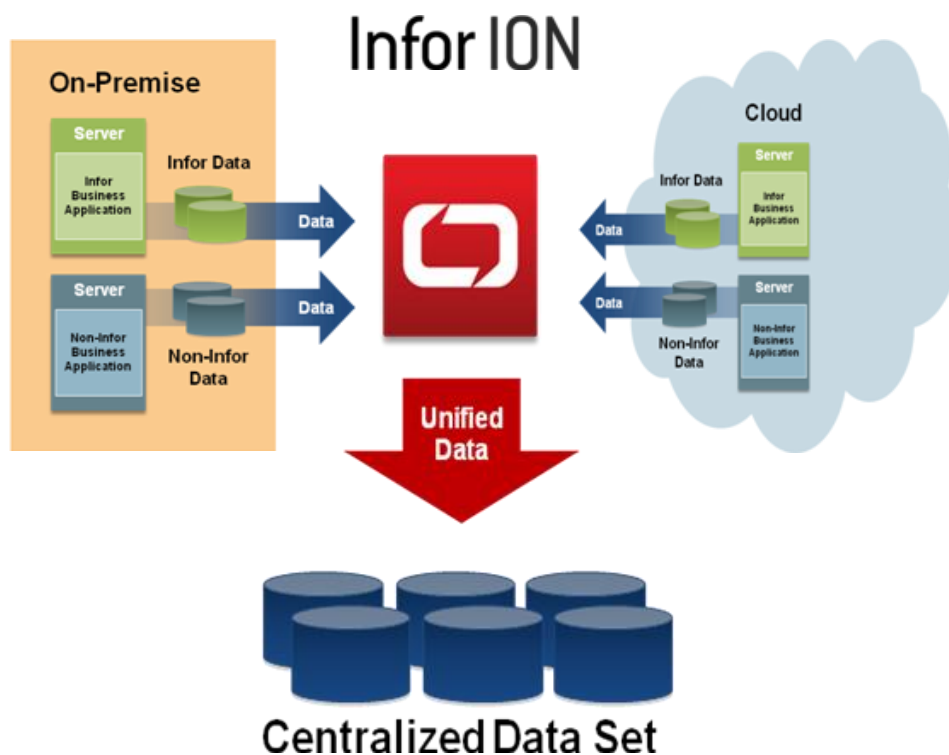 Infor ION
On-Premise
Server
Infor
Business
Application
Infor Data
Data
Server
Non-Infor
Business
Application
Non-Infor
Data
Data
Cloud
Server
Infor
Business
Application
Infor Data
Data
Server
Non-Infor
Business
Application
Non-Infor
Data
Data
Unified
Data
Centralized Data Set